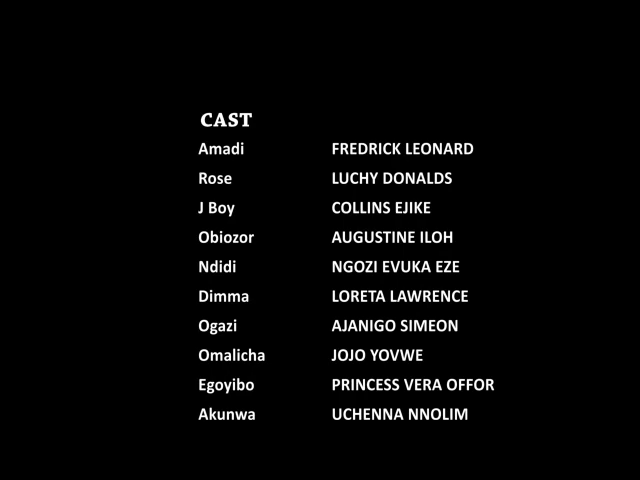 CAST
Amadi FREDRICK LEONARD
Rose LUCHY DONALDS
J Boy COLLINS EJIKE
Obiozor AUGUSTINE ILOH
Ndidi NGOZI EVUKA EZE
Dimma LORETA LAWRENCE
Ogazi AJANIGO SIMEON
Omalicha JOJO YOVWE
Egoyibo PRINCESS VERA OFFOR
Akunwa UCHENNA NNOLIM